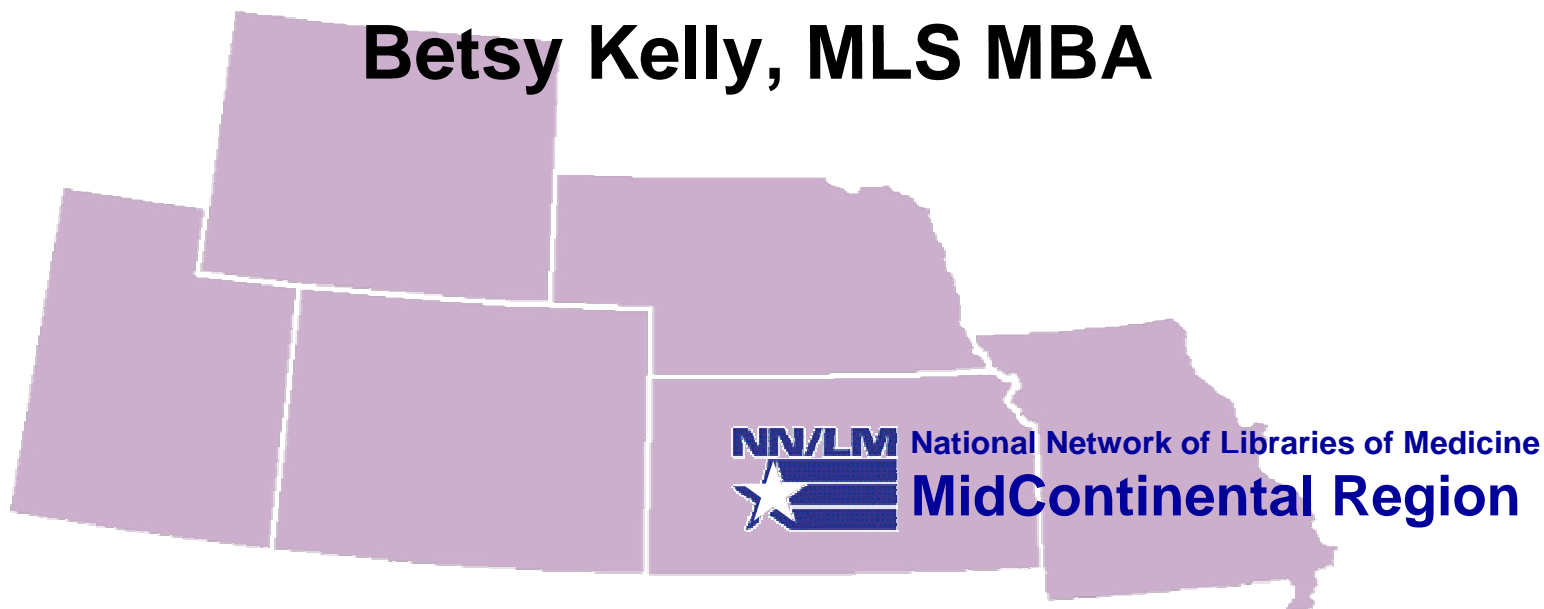 Betsy Kelly, MLS MBA
NN/LM
National Network of Libraries of Medicine
MidContinental Region